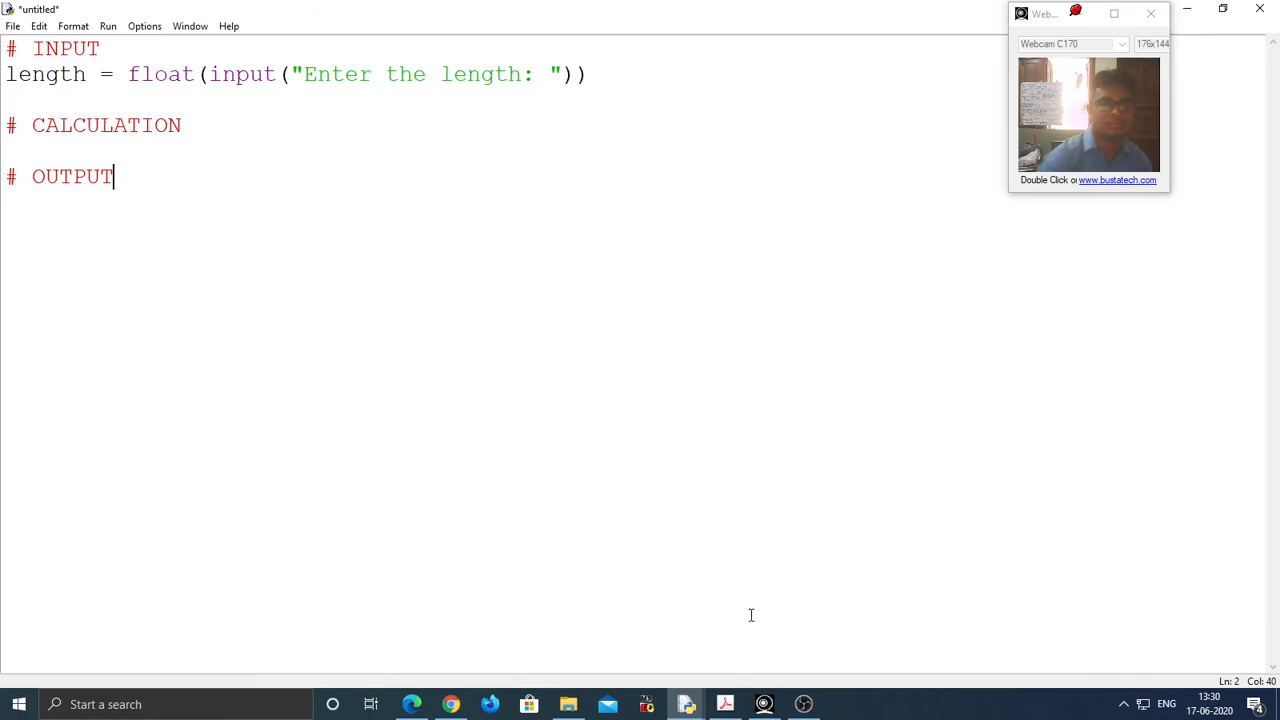 *untitled*
File Edit Format Run Options Window Help
# INPUT
length = float(input("Enter the length: "))
# CALCULATION
# OUTPUT
Web...
Webcam C170 176x144
Double Click or www.bustatech.com
Ln: 2 Col: 40
Start a search
ENG
13:30
17-06-2020
4